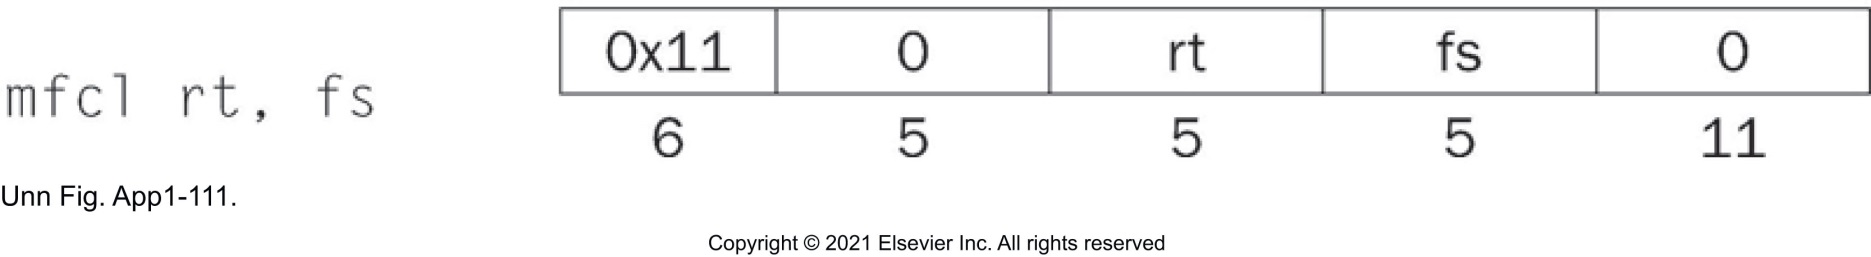 0x11 0 rt fs 0
mfcl rt, fs
6 5 5 5 11
Unn Fig. App1-111.
Copyright © 2021 Elsevier Inc. All rights reserved